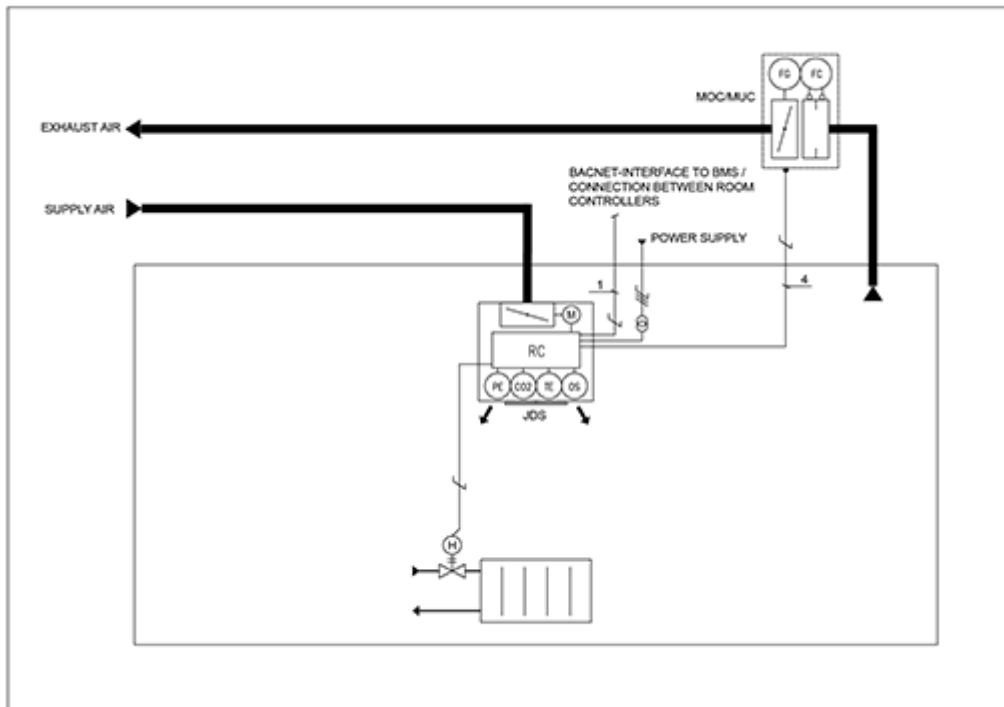 FG FC
MOC/MUC
EXHAUST AIR
BACNET-INTERFACE TO BMS /
CONNECTION BETWEEN ROOM
CONTROLLERS
SUPPLY AIR
POWER SUPPLY
1
4
M
RC
PE CO2 TE OS
JDS
H